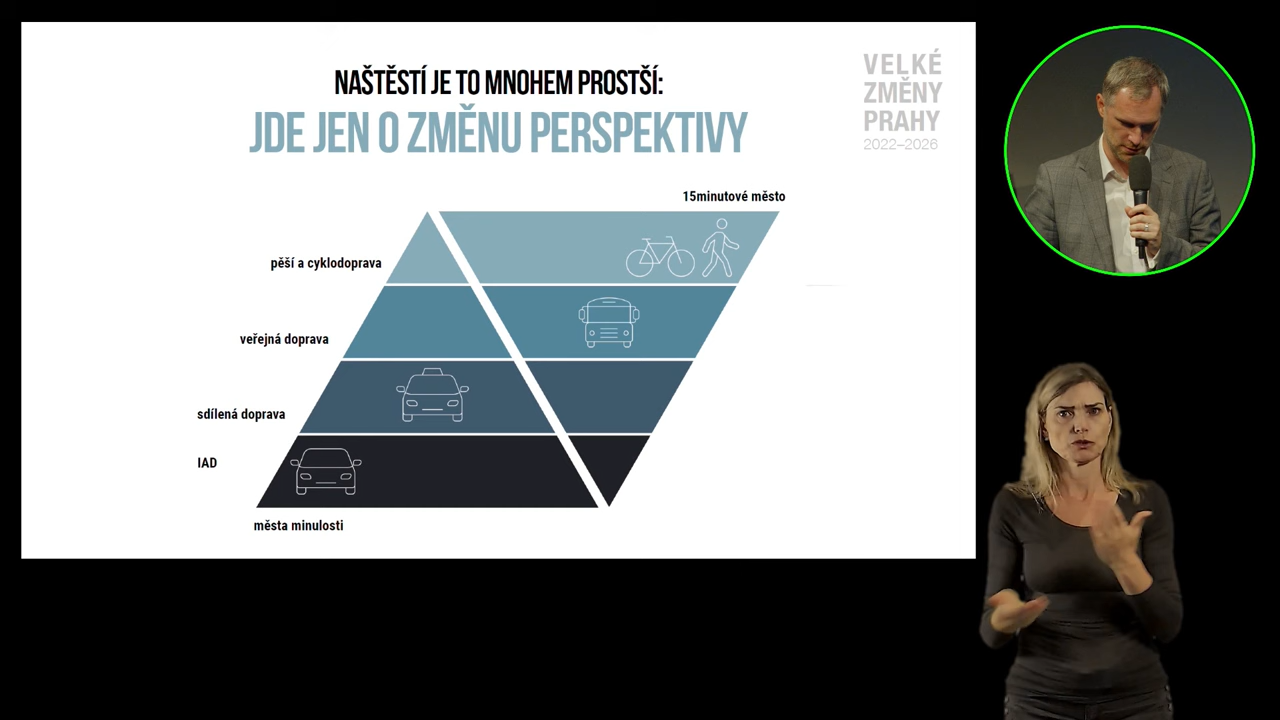 NAŠTĚSTÍ JE TO MNOHEM PROSTŠÍ:
JDE JEN O ZMĚNU PERSPEKTIVY
VELKÉ
ZMĚNY
PRAHY
2022–2026
15minutové město
pěší a cyklodoprava
veřejná doprava
sdílená doprava
IAD
města minulosti